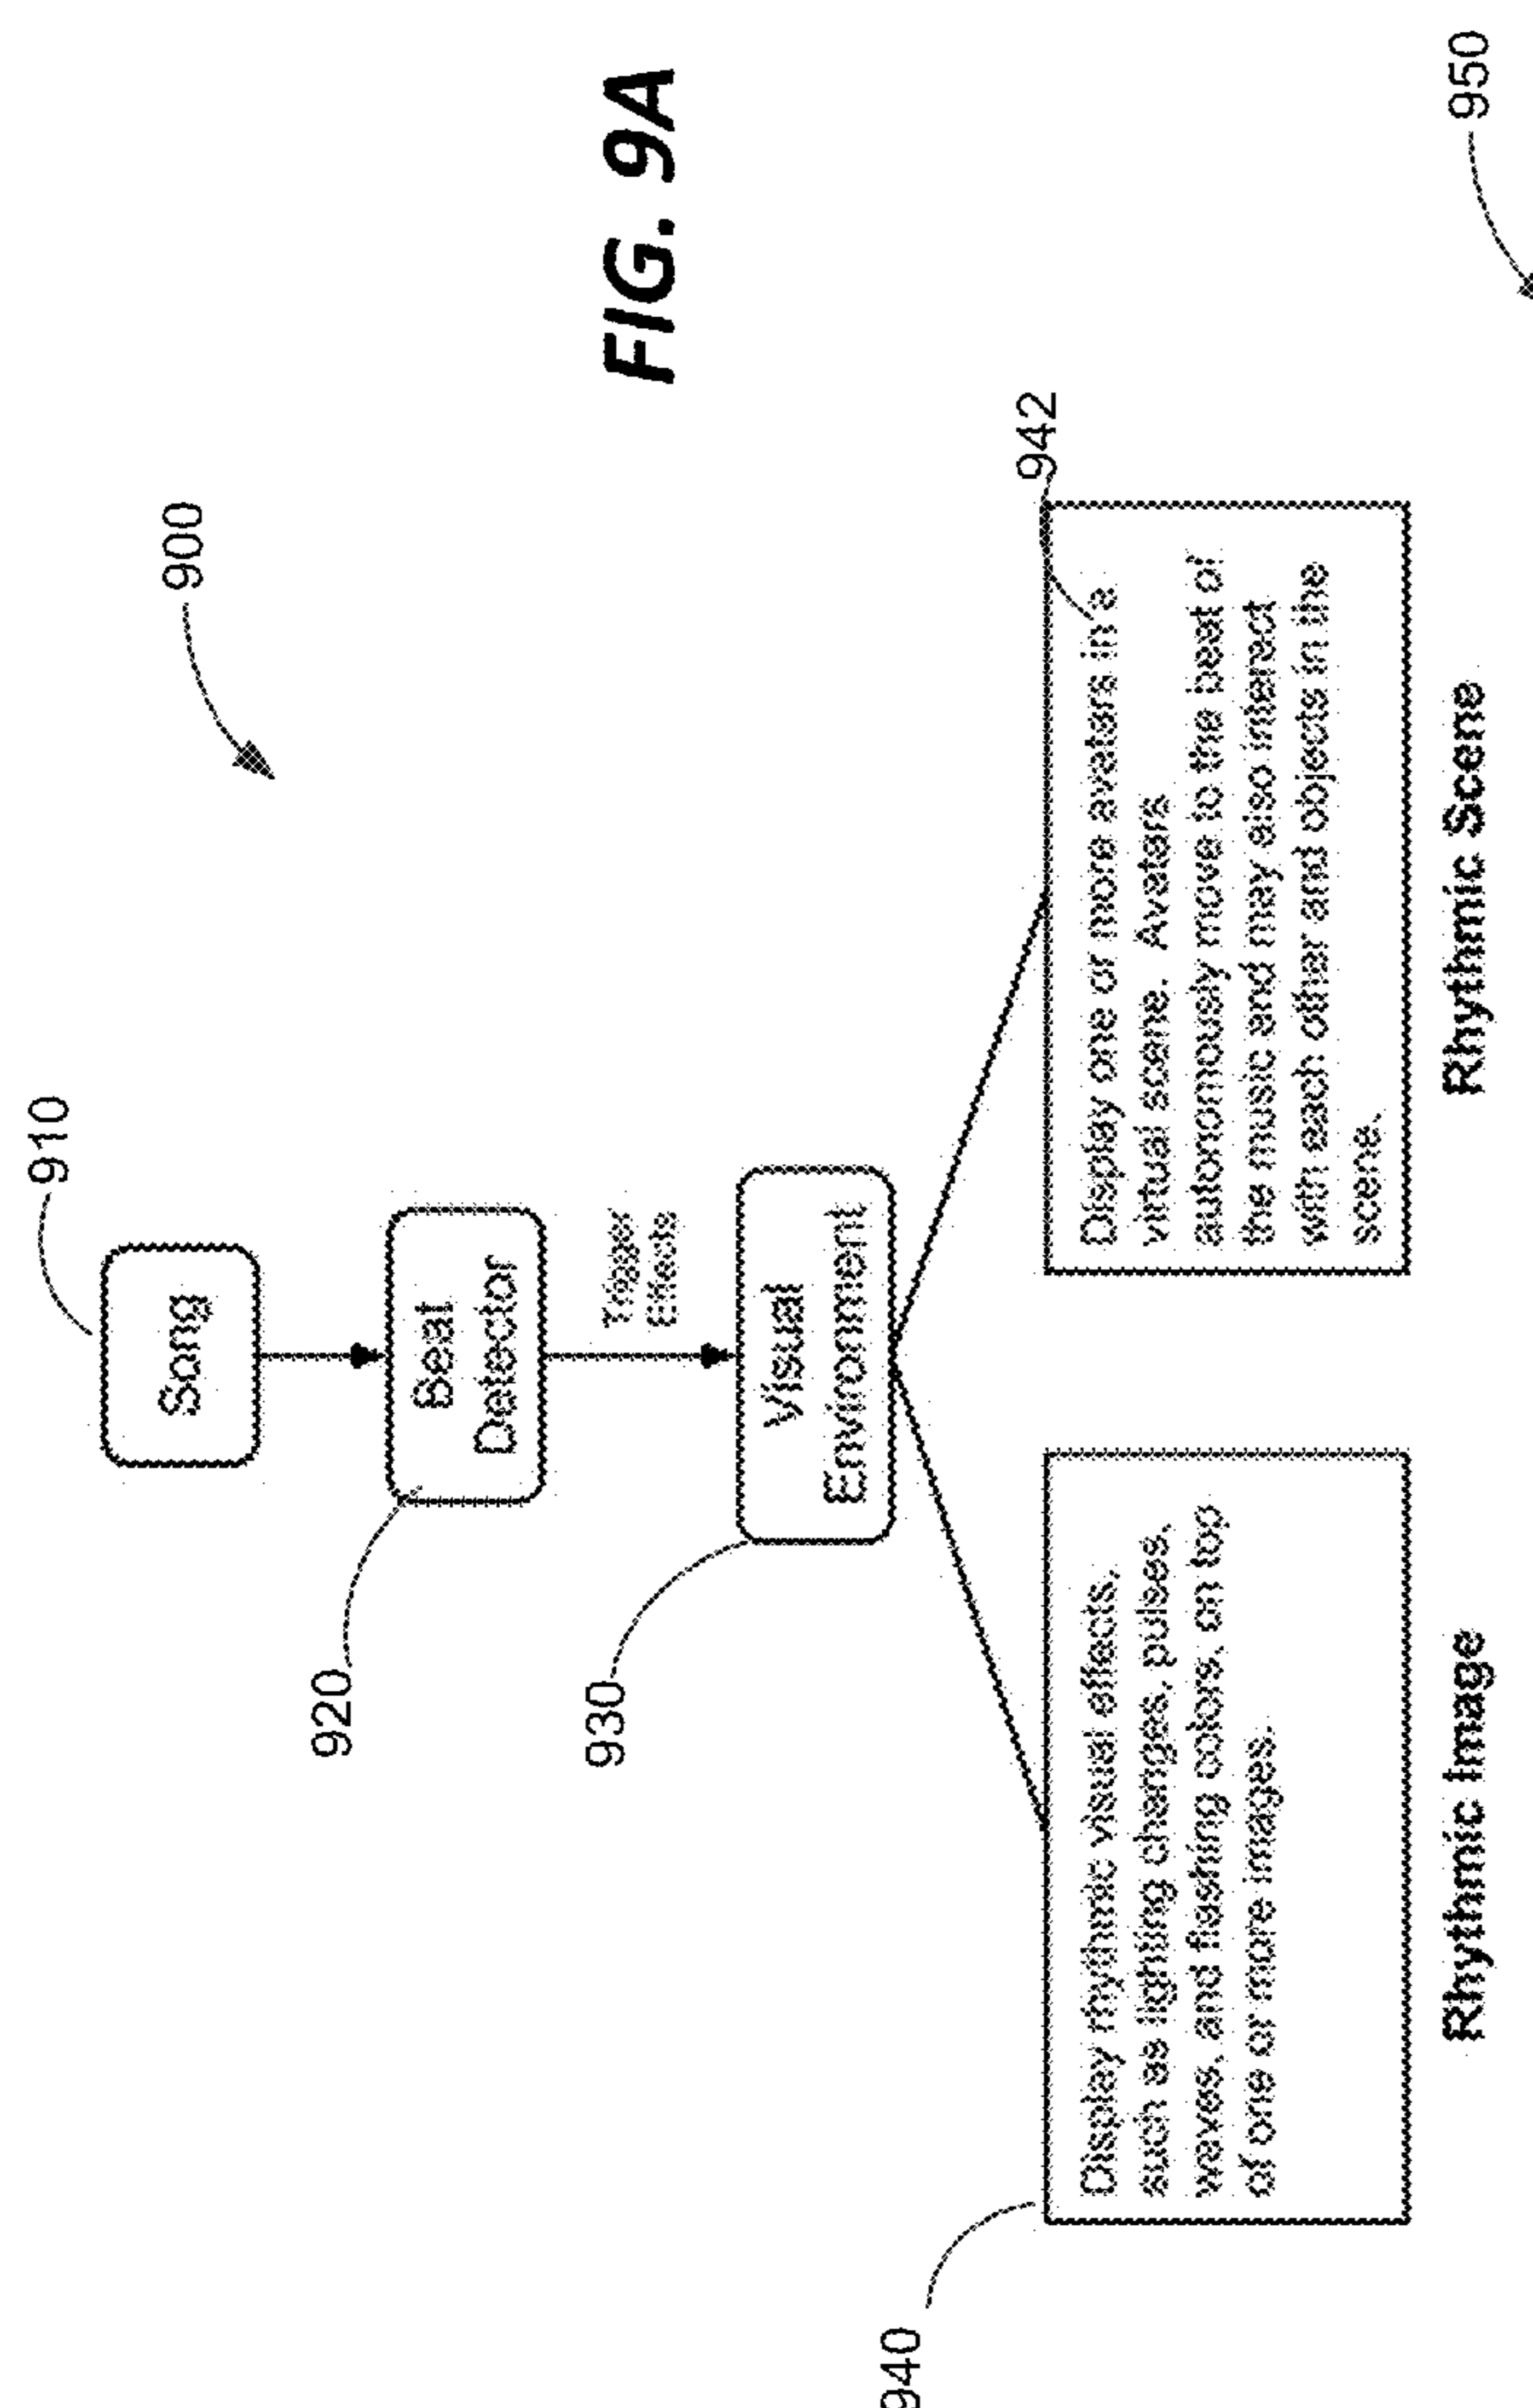 910
900
Song
FIG. 9A
920
Beat
Detector
Trigger
Effects
930
Visual
Environment
940
942
Display rhythmic visual effects,
such as lighting changes, pulses,
waves, and flashing colors, on top
of one or more images.
Rhythmic Image
Display one or more avatars in a
virtual scene. Avatars
autonomously move to the beat of
the music and may also interact
with each other and objects in the
scene.
Rhythmic Scene
950